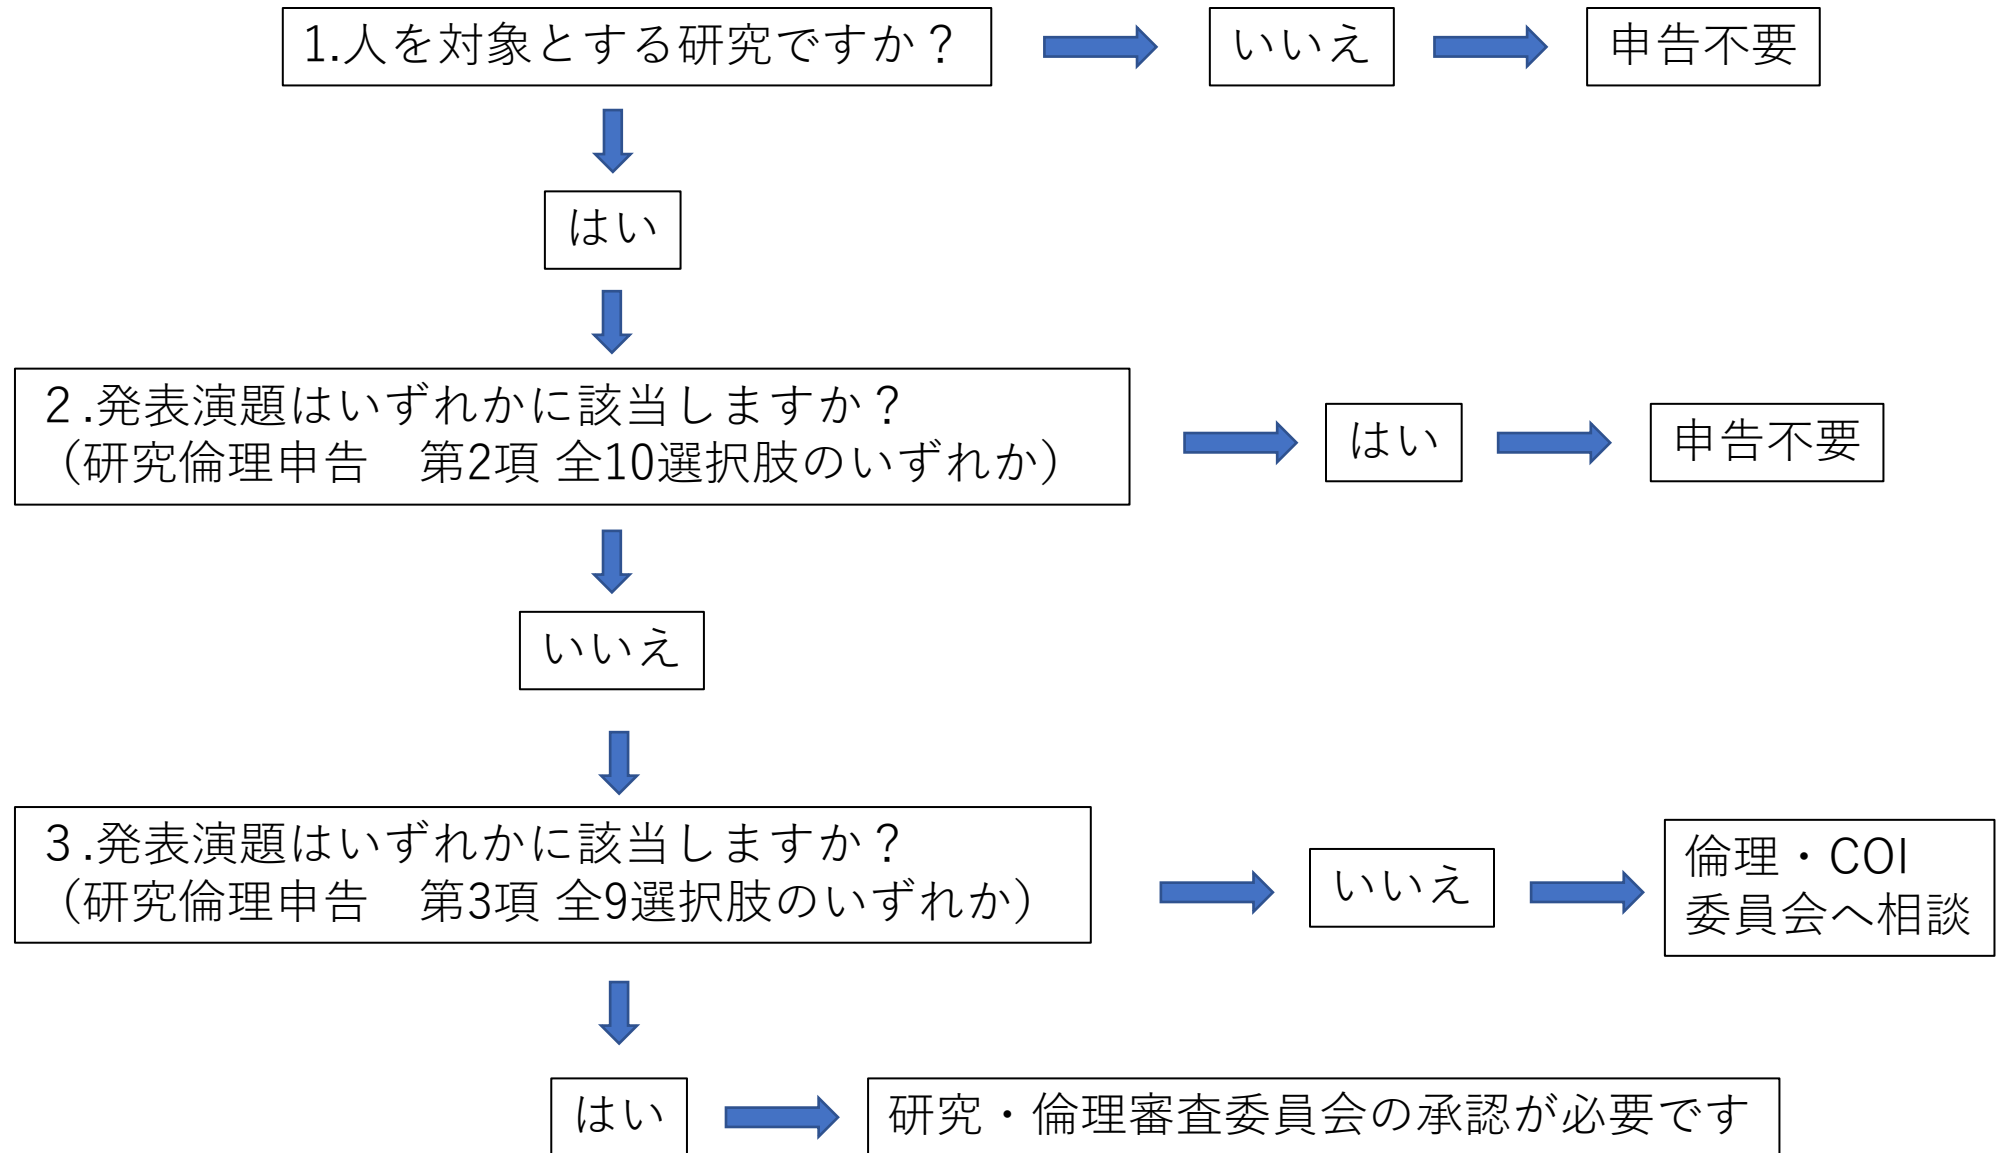 1.人を対象とする研究ですか？
いいえ
申告不要
はい
２.発表演題はいずれかに該当しますか？
（研究倫理申告　第2項 全10選択肢のいずれか）
はい
申告不要
いいえ
３.発表演題はいずれかに該当しますか？
（研究倫理申告　第3項 全9選択肢のいずれか）
いいえ
倫理・COI
委員会へ相談
はい
研究・倫理審査委員会の承認が必要です